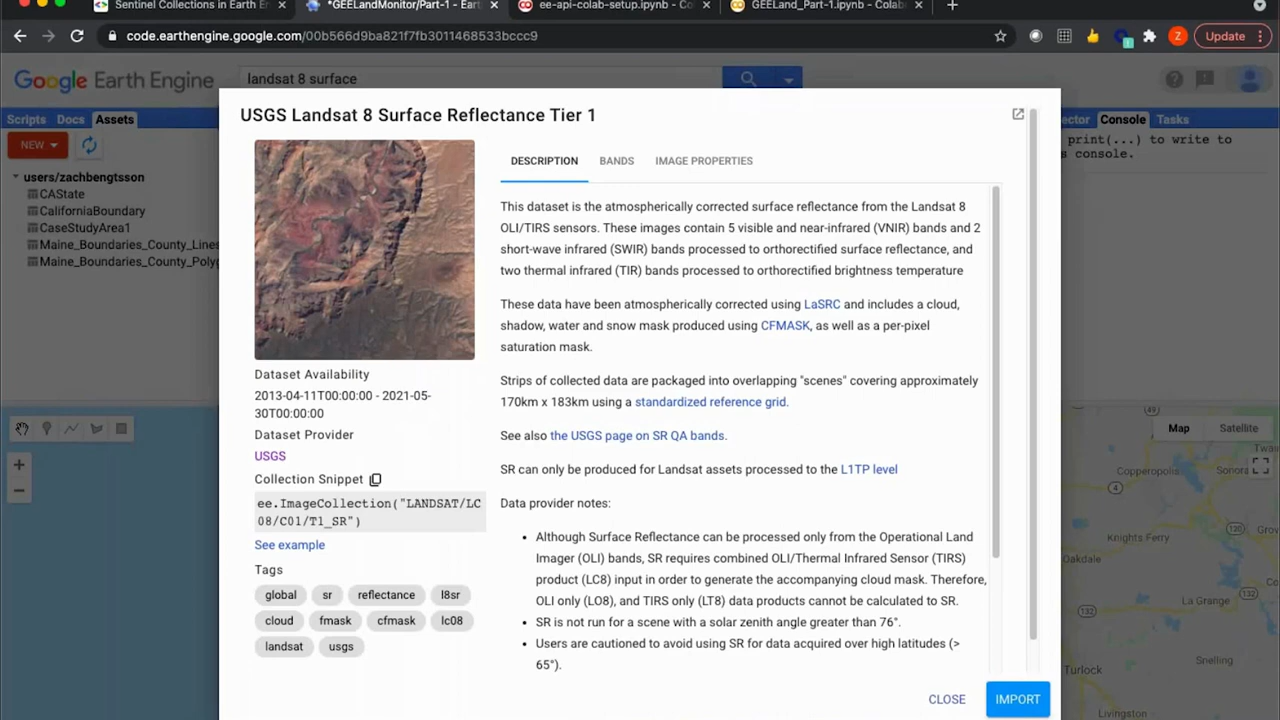 Sentinel Collections in Earth E
*GEELandMonitor/Part-1 - Eart
ee-api-colab-setup.ipynb - Co
GEELand_Part-1.ipynb - Colab
code.earthengine.google.com/00b566d9ba821f7fb3011468533bccc9
Z
Update
Google Earth Engine
landsat 8 surface
Scripts Docs Assets
NEW
users/zachbengtsson
CAState
CaliforniaBoundary
CaseStudyArea1
Maine_Boundaries_County_Lines
Maine_Boundaries_County_Polyg
ector Console Tasks
print(...) to write to
s console.
USGS Landsat 8 Surface Reflectance Tier 1
Dataset Availability
2013-04-11T00:00:00 - 2021-05-
30T00:00:00
Dataset Provider
USGS
Collection Snippet
ee.ImageCollection("LANDSAT/LC
08/C01/T1_SR")
See example
Tags
global sr reflectance l8sr
cloud fmask cfmask lc08
landsat usgs
DESCRIPTION BANDS IMAGE PROPERTIES
This dataset is the atmospherically corrected surface reflectance from the Landsat 8
OLI/TIRS sensors. These images contain 5 visible and near-infrared (VNIR) bands and 2
short-wave infrared (SWIR) bands processed to orthorectified surface reflectance, and
two thermal infrared (TIR) bands processed to orthorectified brightness temperature
These data have been atmospherically corrected using LaSRC and includes a cloud,
shadow, water and snow mask produced using CFMASK, as well as a per-pixel
saturation mask.
Strips of collected data are packaged into overlapping "scenes" covering approximately
170km x 183km using a standardized reference grid.
See also the USGS page on SR QA bands.
SR can only be produced for Landsat assets processed to the L1TP level
Data provider notes:
• Although Surface Reflectance can be processed only from the Operational Land
Imager (OLI) bands, SR requires combined OLI/Thermal Infrared Sensor (TIRS)
product (LC8) input in order to generate the accompanying cloud mask. Therefore,
OLI only (LO8), and TIRS only (LT8) data products cannot be calculated to SR.
• SR is not run for a scene with a solar zenith angle greater than 76°.
• Users are cautioned to avoid using SR for data acquired over high latitudes (>
65°).
CLOSE
IMPORT
Map Satellite
49
Copperopolis
Sonora
4
120
Knights Ferry
Oakdale
132
La Grange
132
Snelling
Turlock
Livingston